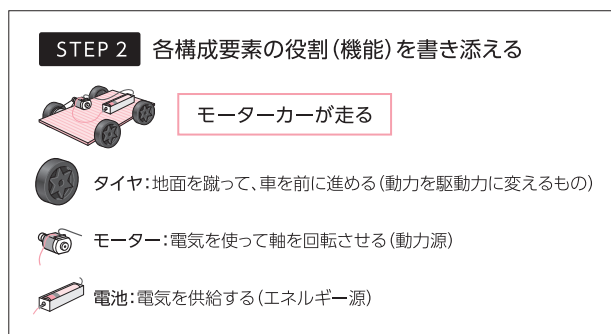 STEP 2 各構成要素の役割(機能)を書き添える
モーターカーが走る
タイヤ:地面を蹴って、車を前に進める(動力を駆動力に変えるもの)
モーター:電気を使って軸を回転させる(動力源)
電池:電気を供給する(エネルギー源)